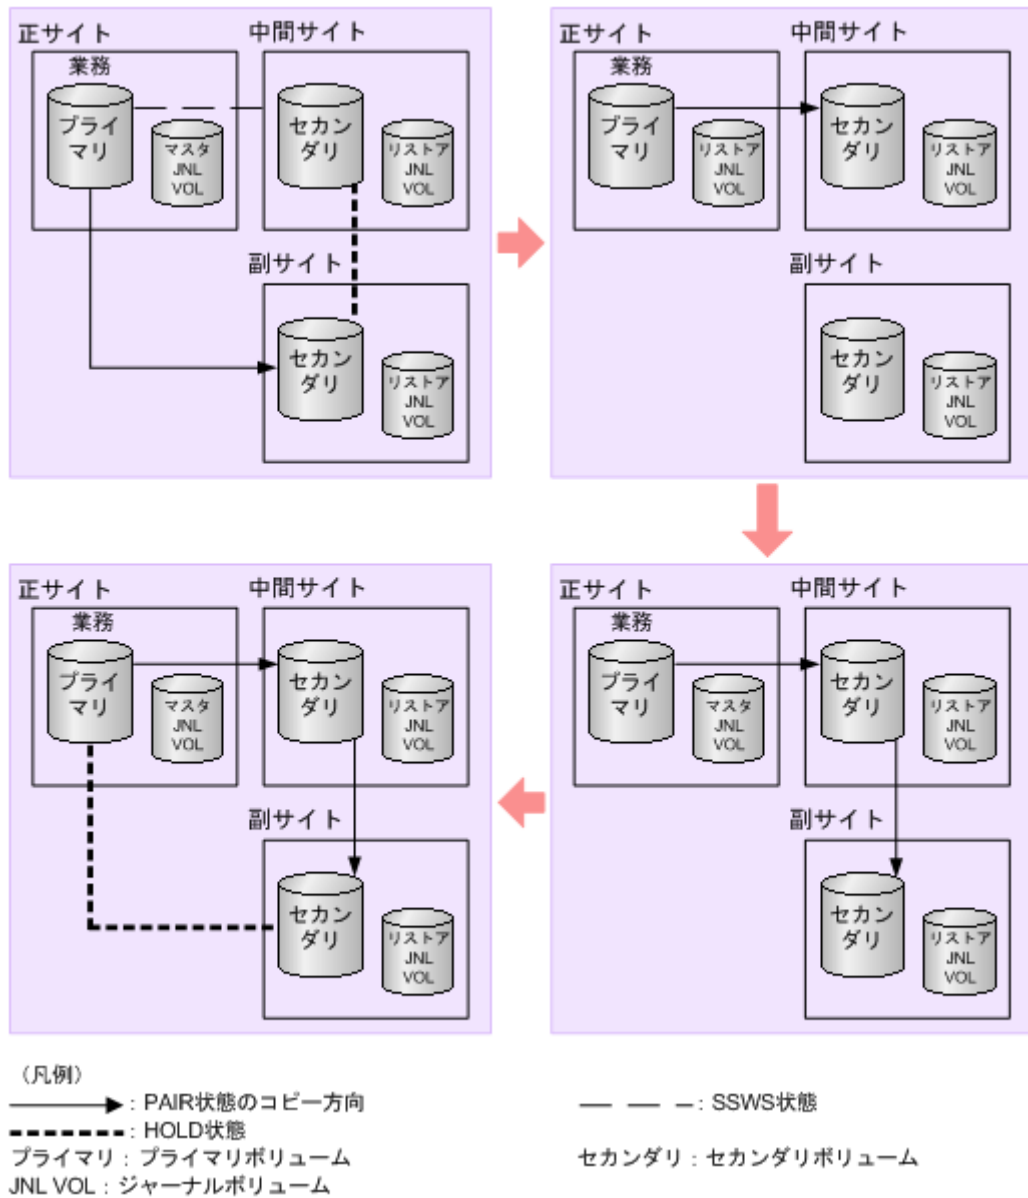 正サイト
中間サイト
業務
プライ
マリ
マスタ
JNL
VOL
セカン
ダリ
リストア
JNL
VOL
副サイト
セカン
ダリ
リストア
JNL
VOL
正サイト
中間サイト
業務
プライ
マリ
リストア
JNL
VOL
セカン
ダリ
リストア
JNL
VOL
副サイト
セカン
ダリ
リストア
JNL
VOL
正サイト
中間サイト
業務
プライ
マリ
マスタ
JNL
VOL
セカン
ダリ
リストア
JNL
VOL
副サイト
セカン
ダリ
リストア
JNL
VOL
正サイト
中間サイト
業務
プライ
マリ
マスタ
JNL
VOL
セカン
ダリ
リストア
JNL
VOL
副サイト
セカン
ダリ
リストア
JNL
VOL
（凡例）
：PAIR状態のコピー方向
：SSWS状態
：HOLD状態
プライマリ：プライマリボリューム
セカンダリ：セカンダリボリューム
JNL VOL：ジャーナルボリューム